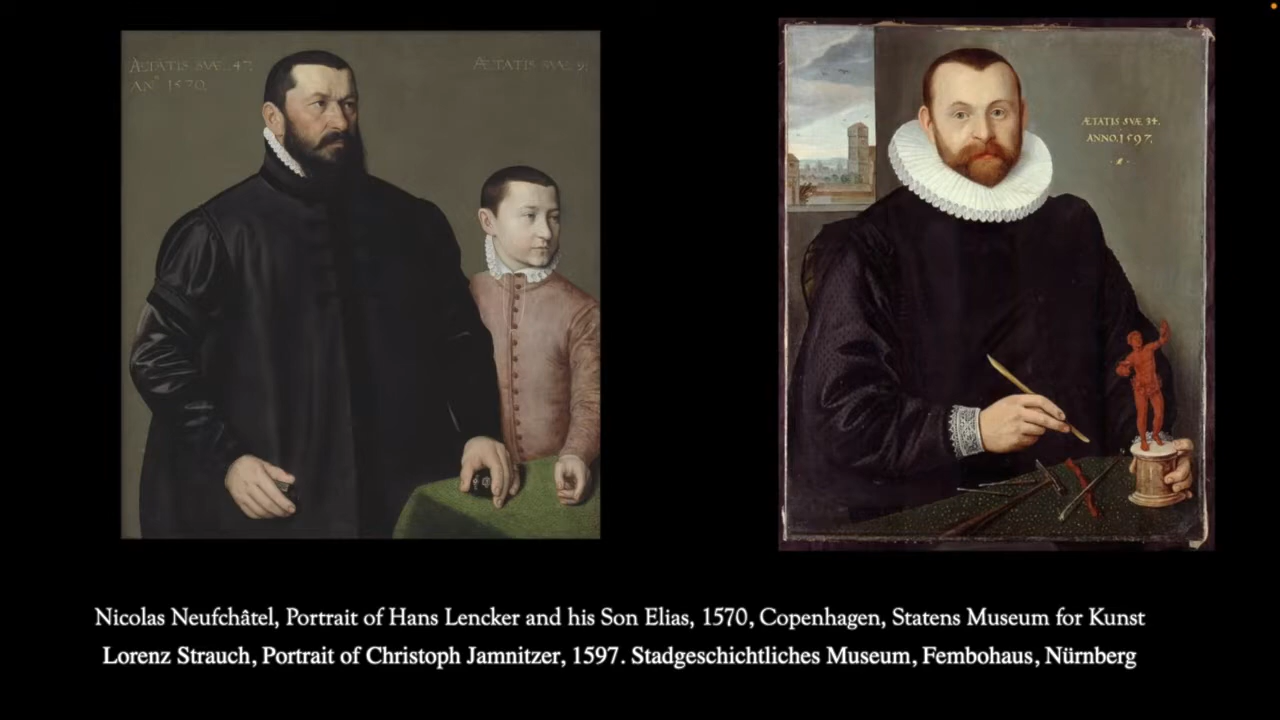 ÆTATIS SVÆ. 47.
AN° 1570.
ÆTATIS SVAE. 9.
ÆTATIS SVÆ 34.
ANNO.1597.
Nicolas Neufchâtel, Portrait of Hans Lencker and his Son Elias, 1570, Copenhagen, Statens Museum for Kunst
Lorenz Strauch, Portrait of Christoph Jamnitzer, 1597. Stadgeschichtliches Museum, Fembohaus, Nürnberg